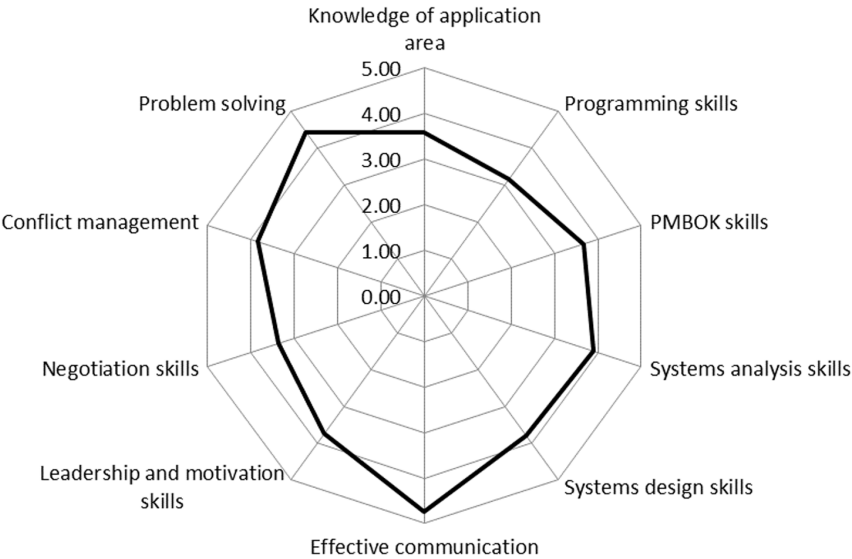 Knowledge of application
area
5.00
Problem solving
Programming skills
4.00
3.00
Conflict management
2.00
PMBOK skills
1.00
0.00
Negotiation skills
Systems analysis skills
Leadership and motivation
skills
Systems design skills
Effective communication